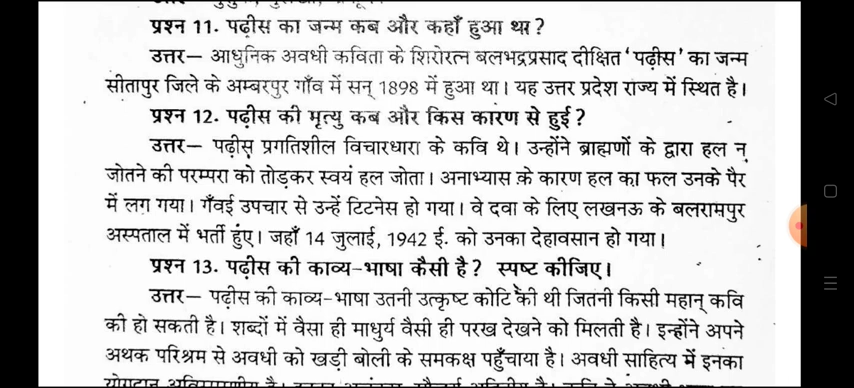 प्रश्न 11. पढ़ीस का जन्म कब और कहाँ हुआ था ?
उत्तर– आधुनिक अवधी कविता के शिरोरत्न बलभद्रप्रसाद दीक्षित ‘पढ़ीस’ का जन्म
सीतापुर जिले के अम्बरपुर गाँव में सन् 1898 में हुआ था। यह उत्तर प्रदेश राज्य में स्थित है।
प्रश्न 12. पढ़ीस की मृत्यु कब और किस कारण से हुई ?
उत्तर– पढ़ीस प्रगतिशील विचारधारा के कवि थे। उन्होंने ब्राह्मणों के द्वारा हल न
जोतने की परम्परा को तोड़कर स्वयं हल जोता। अनाभ्यास के कारण हल का फल उनके पैर
में लग गया। गँवई उपचार से उन्हें टिटनेस हो गया। वे दवा के लिए लखनऊ के बलरामपुर
अस्पताल में भर्ती हुंए। जहाँ 14 जुलाई, 1942 ई. को उनका देहावसान हो गया।
प्रश्न 13. पढ़ीस की काव्य-भाषा कैसी है ? स्पष्ट कीजिए।
उत्तर– पढ़ीस की काव्य-भाषा उतनी उत्कृष्ट कोटि की थी जितनी किसी महान् कवि
की हो सकती है। शब्दों में वैसा ही माधुर्य वैसी ही परख देखने को मिलती है। इन्होंने अपने
अथक परिश्रम से अवधी को खड़ी बोली के समकक्ष पहुँचाया है। अवधी साहित्य में इनका